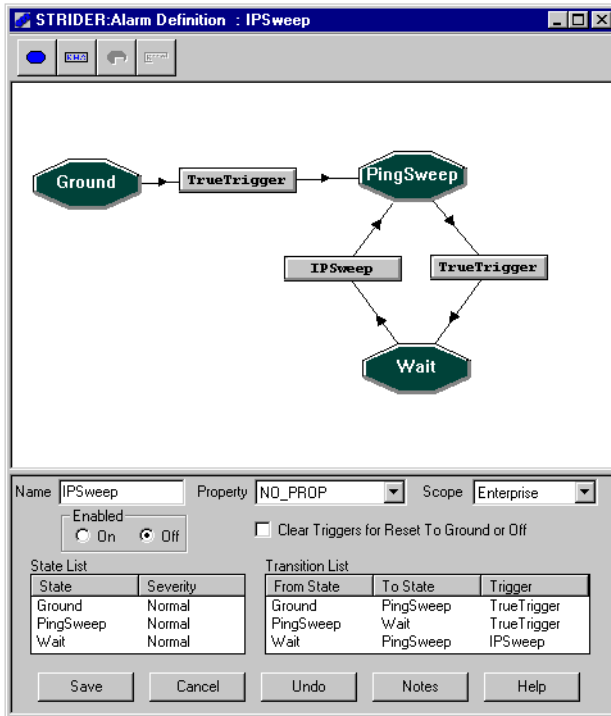 STRIDER:Alarm Definition : IPSweep
Ground
TrueTrigger
PingSweep
IPSweep
TrueTrigger
Wait
Name IPSweep Property NO_PROP Scope Enterprise
Enabled
On Off
Clear Triggers for Reset To Ground or Off
State List
State Severity
Ground Normal
PingSweep Normal
Wait Normal
Transition List
From State To State Trigger
Ground PingSweep TrueTrigger
PingSweep Wait TrueTrigger
Wait PingSweep IPSweep
Save Cancel Undo Notes Help